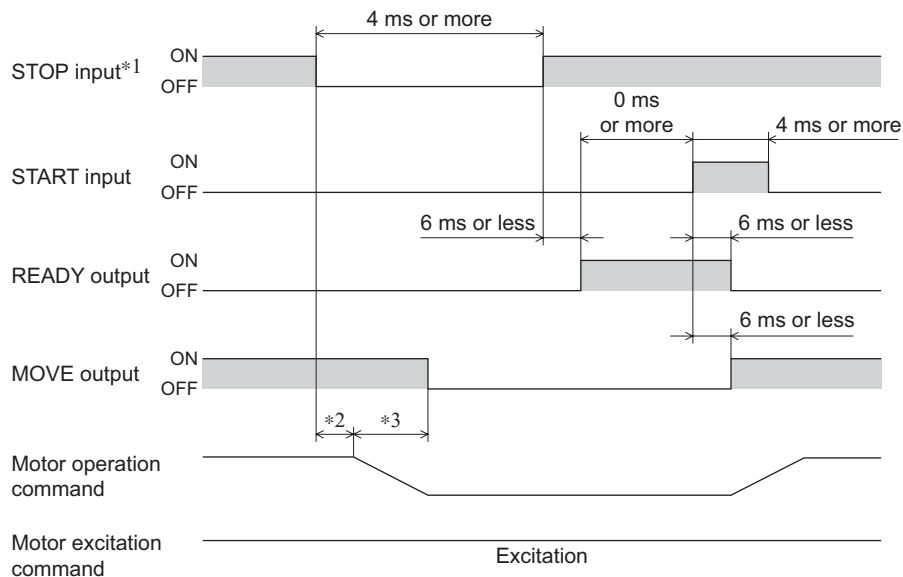 4 ms or more
STOP input*1
ON
OFF
0 ms
or more
4 ms or more
START input
ON
OFF
6 ms or less
6 ms or less
READY output
ON
OFF
6 ms or less
MOVE output
ON
OFF
*2
*3
Motor operation
command
Motor excitation
command
Excitation